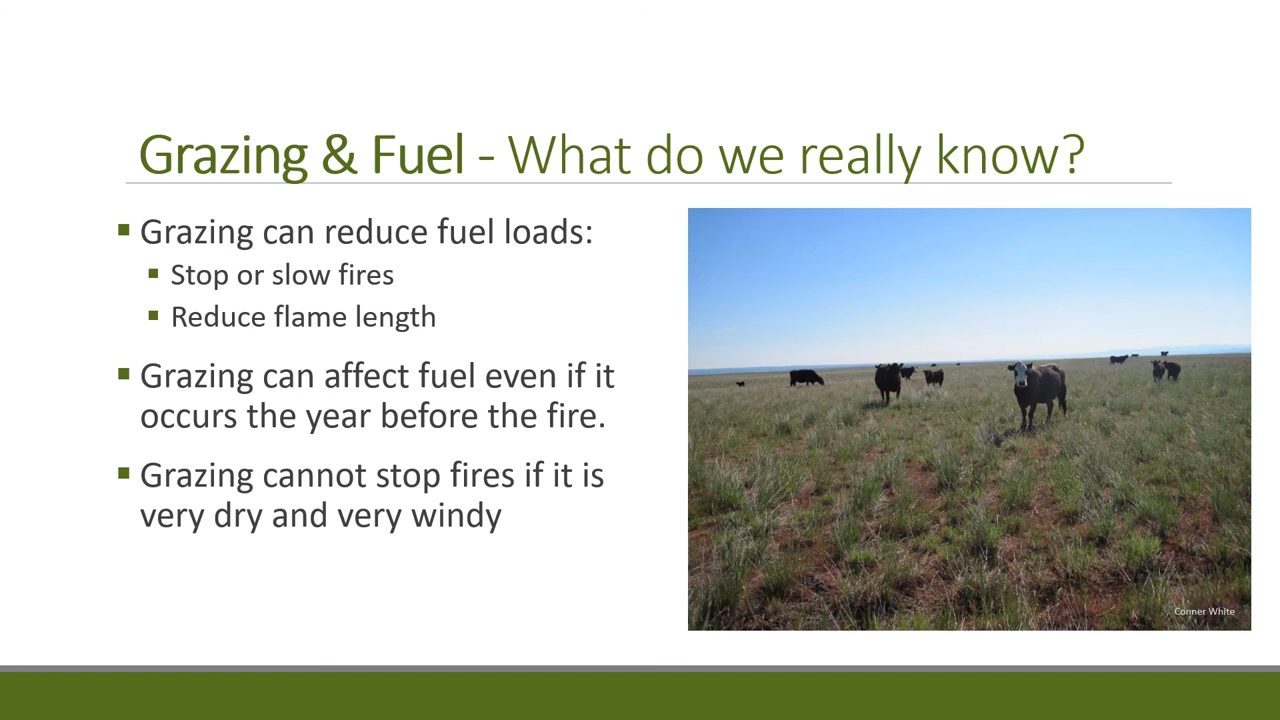 Grazing & Fuel - What do we really know?
▪ Grazing can reduce fuel loads:
▪ Stop or slow fires
▪ Reduce flame length
▪ Grazing can affect fuel even if it
occurs the year before the fire.
▪ Grazing cannot stop fires if it is
very dry and very windy
Conner White